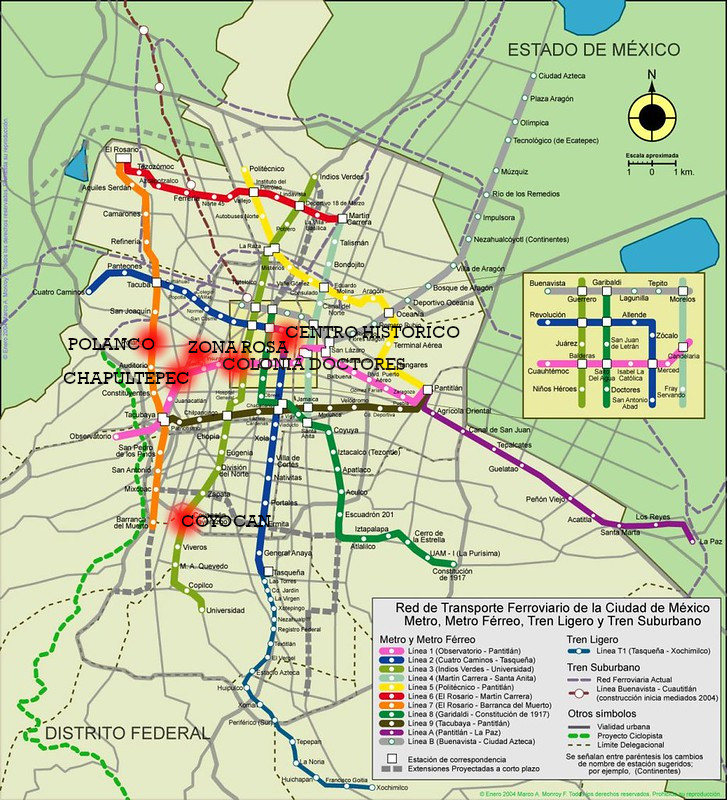 ESTADO DE MÉXICO
Ciudad Azteca
Plaza Aragón
Olímpica
Tecnológico (de Ecatepec)
Múzquiz
Río de los Remedios
Impulsora
Nezahualcóyotl (Continentes)
Villa de Aragón
Bosque de Aragón
Deportivo Oceanía
Oceania
N
Escala aproximada
1 0 1 km.
El Rosario
Tezozómoc
Azcapotzalco
Ferrería
Norte 45
Vallejo
Aquiles Serdán
Camarones
Refinería
Politécnico
Instituto del Petróleo
Autobuses Norte
Indios Verdes
Lindavista
Deportivo 18 de Marzo
La Villa Basílica
Martín Carrera
Potrero
La Raza
Misterios
Talismán
Bondojito
Valle Gómez
Consulado
Eduardo Molina
Aragón
Canal del Norte
Panteones
Tacuba
Cuatro Caminos
San Joaquín
POLANCO
ZONA ROSA
CENTRO HISTORICO
COLONIA DOCTORES
CHAPULTEPEC
Auditorio
Constituyentes
Tacubaya
Observatorio
Juanacatlán
Chilpancingo
Patriotismo
San Pedro de los Pinos
San Antonio
Mixcoac
Barranca del Muerto
Romero Rubio
Flores Magón
San Lázaro
Terminal Aérea
Hangares
Balbuena
Blvd. Puerto Aéreo
Gómez Farías
Zaragoza
Pantitlán
Velódromo
Cd. Deportiva
Mixiuhca
Jamaica
Santa Anita
Agrícola Oriental
Canal de San Juan
Tepalcates
Guelatao
Peñón Viejo
Acatitla
Santa Marta
Los Reyes
La Paz
Etiopía
Eugenia
División del Norte
Zapata
COYOCAN
Viveros
M. A. Quevedo
Copilco
Universidad
Xola
Villa de Cortés
Nativitas
Portales
Ermita
General Anaya
Tasqueña
Las Torres
Cd. Jardín
La Virgen
Xotepingo
Nezahualpilli
Registro Federal
Textitlán
El Vergel
Huipulco
Xomali
Periférico (Sur)
Tepepan
La Noria
Huichapan
Francisco Goitia
Xochimilco
Coyuya
Iztacalco (Tezontle)
Apatlaco
Aculco
Escuadrón 201
Atlalilco
Iztapalapa
Cerro de la Estrella
UAM - I (La Purísima)
Constitución de 1917
Buenavista
Garibaldi
Tepito
Guerrero
Lagunilla
Morelos
Revolución
Allende
Juárez
San Juan de Letrán
Zócalo
Candelaria
Balderas
Cuauhtémoc
Salto Del Agua
Isabel La Católica
Merced
Niños Héroes
Doctores
Fray Servando
San Antonio Abad
DISTRITO FEDERAL
Red de Transporte Ferroviario de la Ciudad de México
Metro, Metro Férreo, Tren Ligero y Tren Suburbano
Metro y Metro Férreo
Línea 1 (Observatorio - Pantitlán)
Línea 2 (Cuatro Caminos - Tasqueña)
Línea 3 (Indios Verdes - Universidad)
Línea 4 (Martín Carrera - Santa Anita)
Línea 5 (Politécnico - Pantitlán)
Línea 6 (El Rosario - Martín Carrera)
Línea 7 (El Rosario - Barranca del Muerto)
Línea 8 (Garibaldi - Constitución de 1917)
Línea 9 (Tacubaya - Pantitlán)
Línea A (Pantitlán - La Paz)
Línea B (Buenavista - Ciudad Azteca)
Estación de correspondencia
Extensiones Proyectadas a corto plazo
Tren Ligero
Línea T1 (Tasqueña - Xochimilco)
Tren Suburbano
Red Ferroviaria Actual
Línea Buenavista - Cuautitlán
(construcción inicia mediados 2004)
Otros símbolos
Vialidad urbana
Proyecto Ciclopista
Limite Delegacional
Se señalan entre paréntesis los cambios
de nombre de estación sugeridos;
por ejemplo, (Continentes)
© Enero 2004 Marco A. Monroy F. Todos los derechos reservados. Prohibida su reproducción.